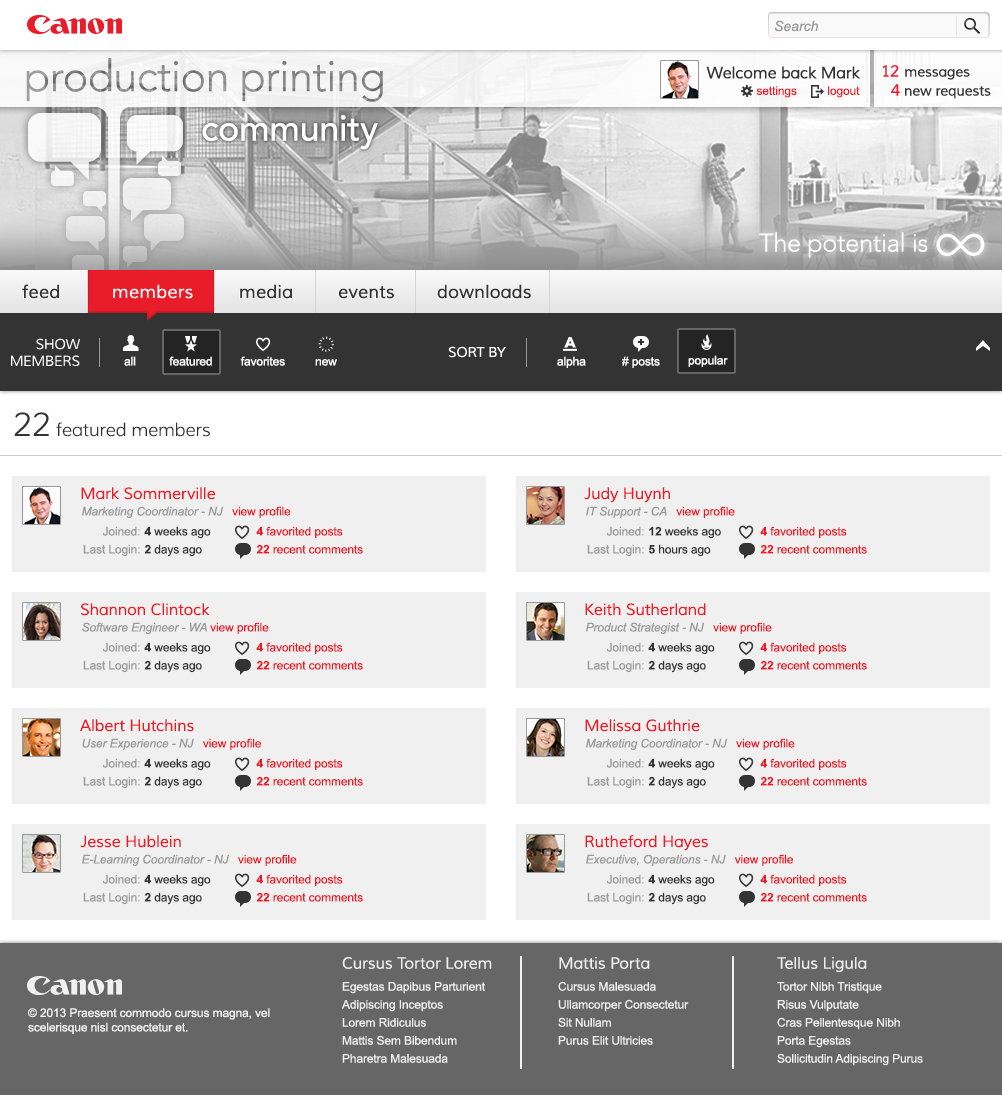 Canon
Search
production printing
community
Welcome back Mark
settings logout
12 messages
4 new requests
The potential is
feed members media events downloads
SHOW MEMBERS
all featured favorites new
SORT BY
alpha # posts popular
22 featured members
Mark Sommerville
Marketing Coordinator - NJ view profile
Joined: 4 weeks ago 4 favorited posts
Last Login: 2 days ago 22 recent comments
Judy Huynh
IT Support - CA view profile
Joined: 12 weeks ago 4 favorited posts
Last Login: 5 hours ago 22 recent comments
Shannon Clintock
Software Engineer - WA view profile
Joined: 4 weeks ago 4 favorited posts
Last Login: 2 days ago 22 recent comments
Keith Sutherland
Product Strategist - NJ view profile
Joined: 4 weeks ago 4 favorited posts
Last Login: 2 days ago 22 recent comments
Albert Hutchins
User Experience - NJ view profile
Joined: 4 weeks ago 4 favorited posts
Last Login: 2 days ago 22 recent comments
Melissa Guthrie
Marketing Coordinator - NJ view profile
Joined: 4 weeks ago 4 favorited posts
Last Login: 2 days ago 22 recent comments
Jesse Hublein
E-Learning Coordinator - NJ view profile
Joined: 4 weeks ago 4 favorited posts
Last Login: 2 days ago 22 recent comments
Rutheford Hayes
Executive, Operations - NJ view profile
Joined: 4 weeks ago 4 favorited posts
Last Login: 2 days ago 22 recent comments
Canon
© 2013 Praesent commodo cursus magna, vel
scelerisque nisl consectetur et.
Cursus Tortor Lorem
Egestas Dapibus Parturient
Adipiscing Inceptos
Lorem Ridiculus
Mattis Sem Bibendum
Pharetra Malesuada
Mattis Porta
Cursus Malesuada
Ullamcorper Consectetur
Sit Nullam
Purus Elit Ultricies
Tellus Ligula
Tortor Nibh Tristique
Risus Vulputate
Cras Pellentesque Nibh
Porta Egestas
Sollicitudin Adipiscing Purus